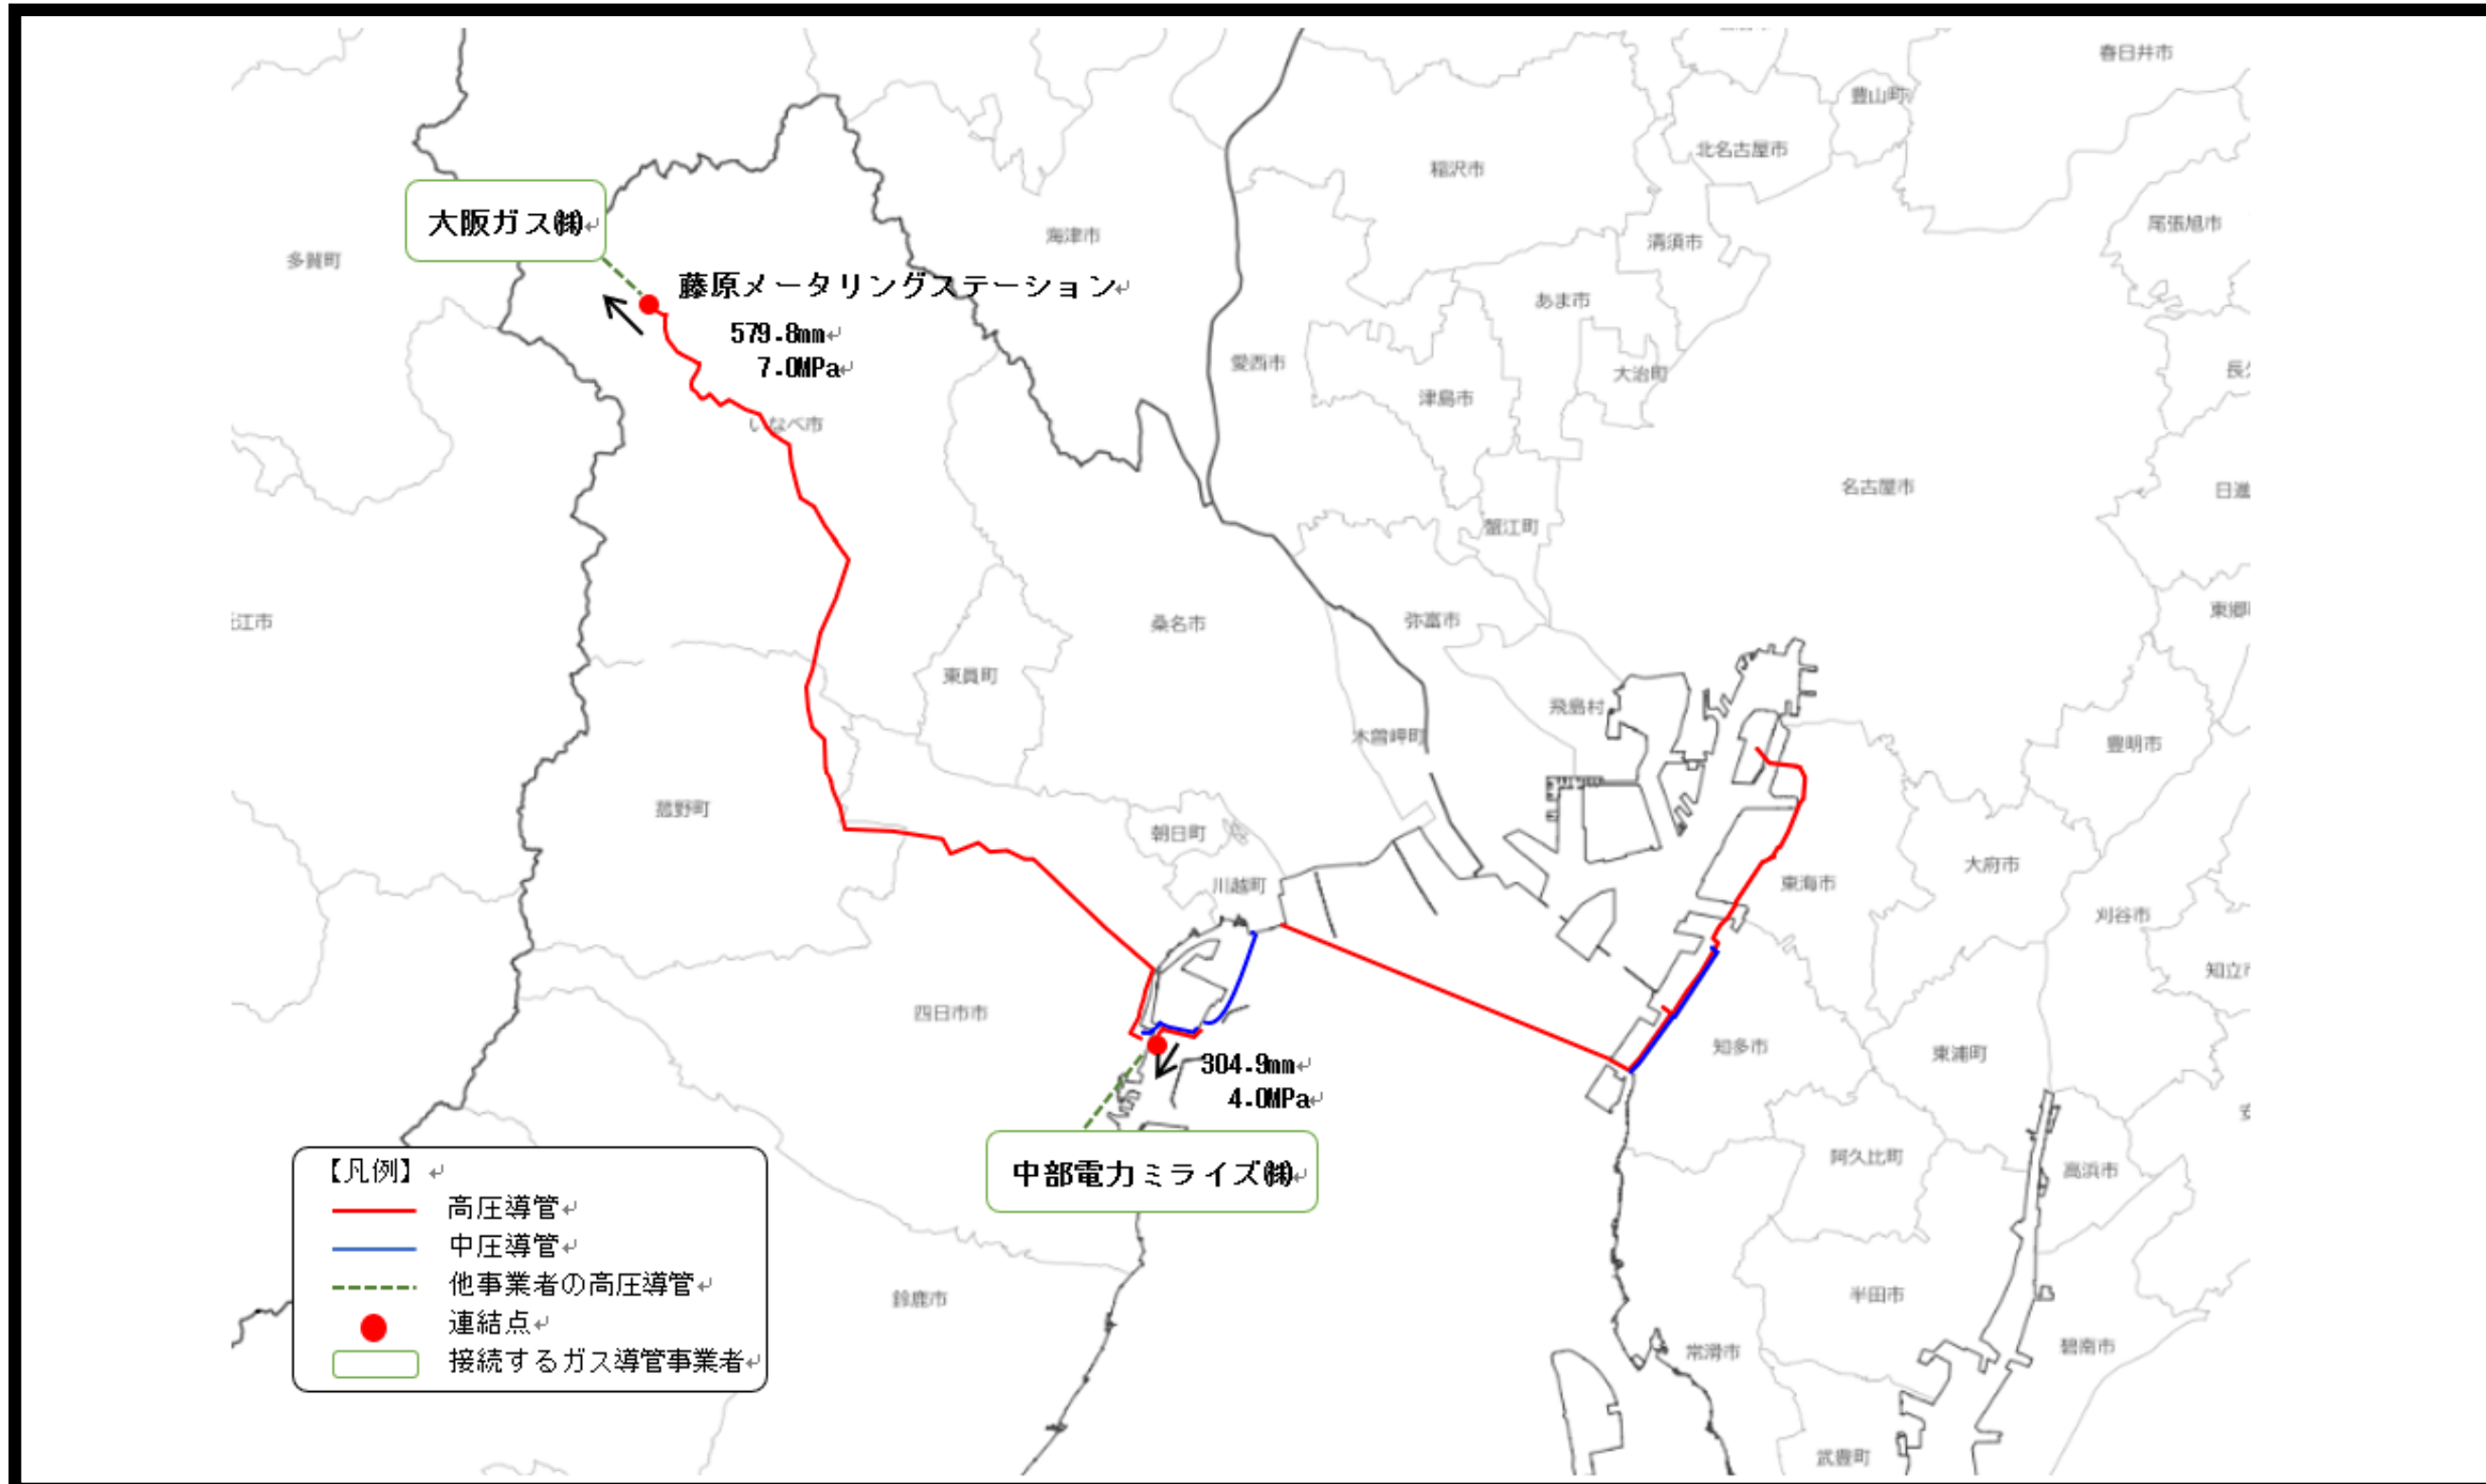 春日井市
豊山町
北名古屋市
稲沢市
大阪ガス㈱
尾張旭市
海津市
清須市
多賀町
藤原メータリングステーション
あま市
579.8mm
7.0MPa
愛西市
大治町
津島市
いなべ市
名古屋市
日進
蟹江町
東郷
江市
弥富市
桑名市
東員町
飛島村
木曽岬町
豊明市
菰野町
朝日町
大府市
東海市
川越町
刈谷市
知立市
四日市市
知多市
東浦町
304.9mm
4.0MPa
阿久比町
高浜市
中部電力ミライズ㈱
【凡例】
高圧導管
中圧導管
他事業者の高圧導管
連結点
接続するガス導管事業者
鈴鹿市
半田市
碧南市
常滑市
武豊町